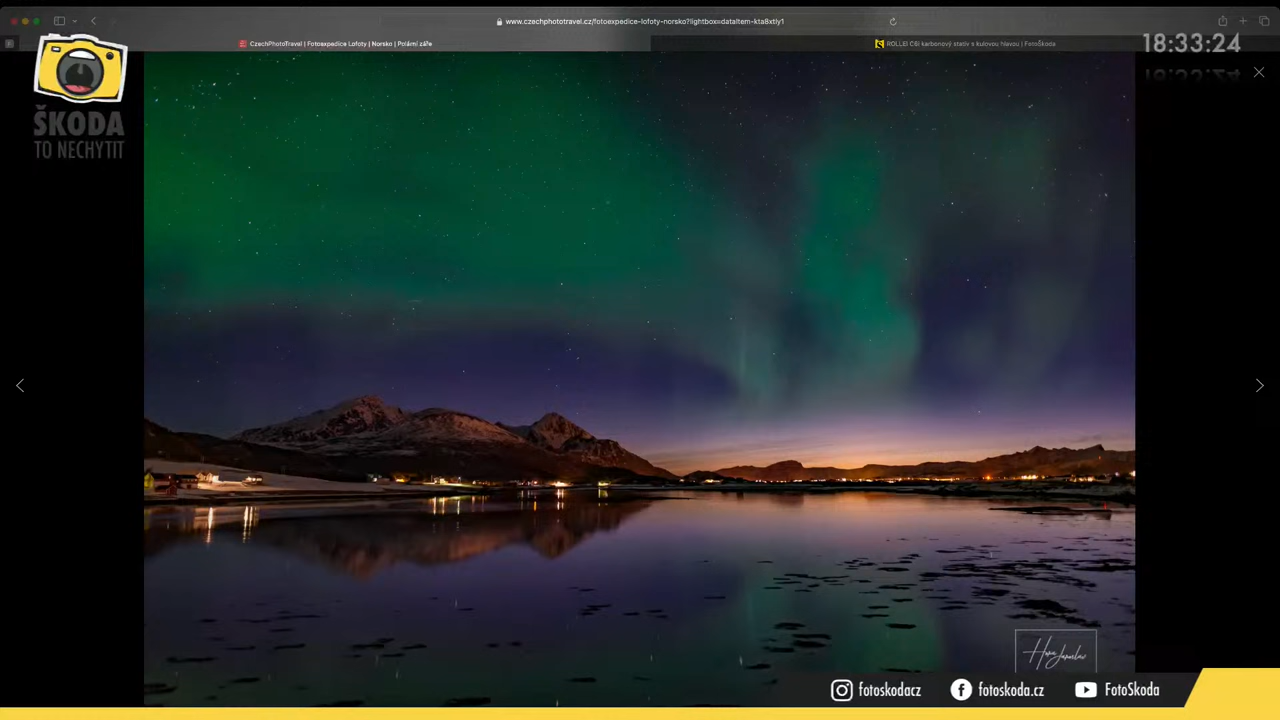 www.czechphototravel.cz/fotoexpedice-lofoty-norsko?lightbox=dataItem-kta8xtly1
CzechPhotoTravel | Fotoexpedice Lofoty | Norsko | Polární záře
ROLLEI C6i karbonový stativ s kulovou hlavou | FotoŠkoda
18:33:24
ŠKODA
TO NECHYTIT
fotoskodacz
fotoskoda.cz
FotoSkoda